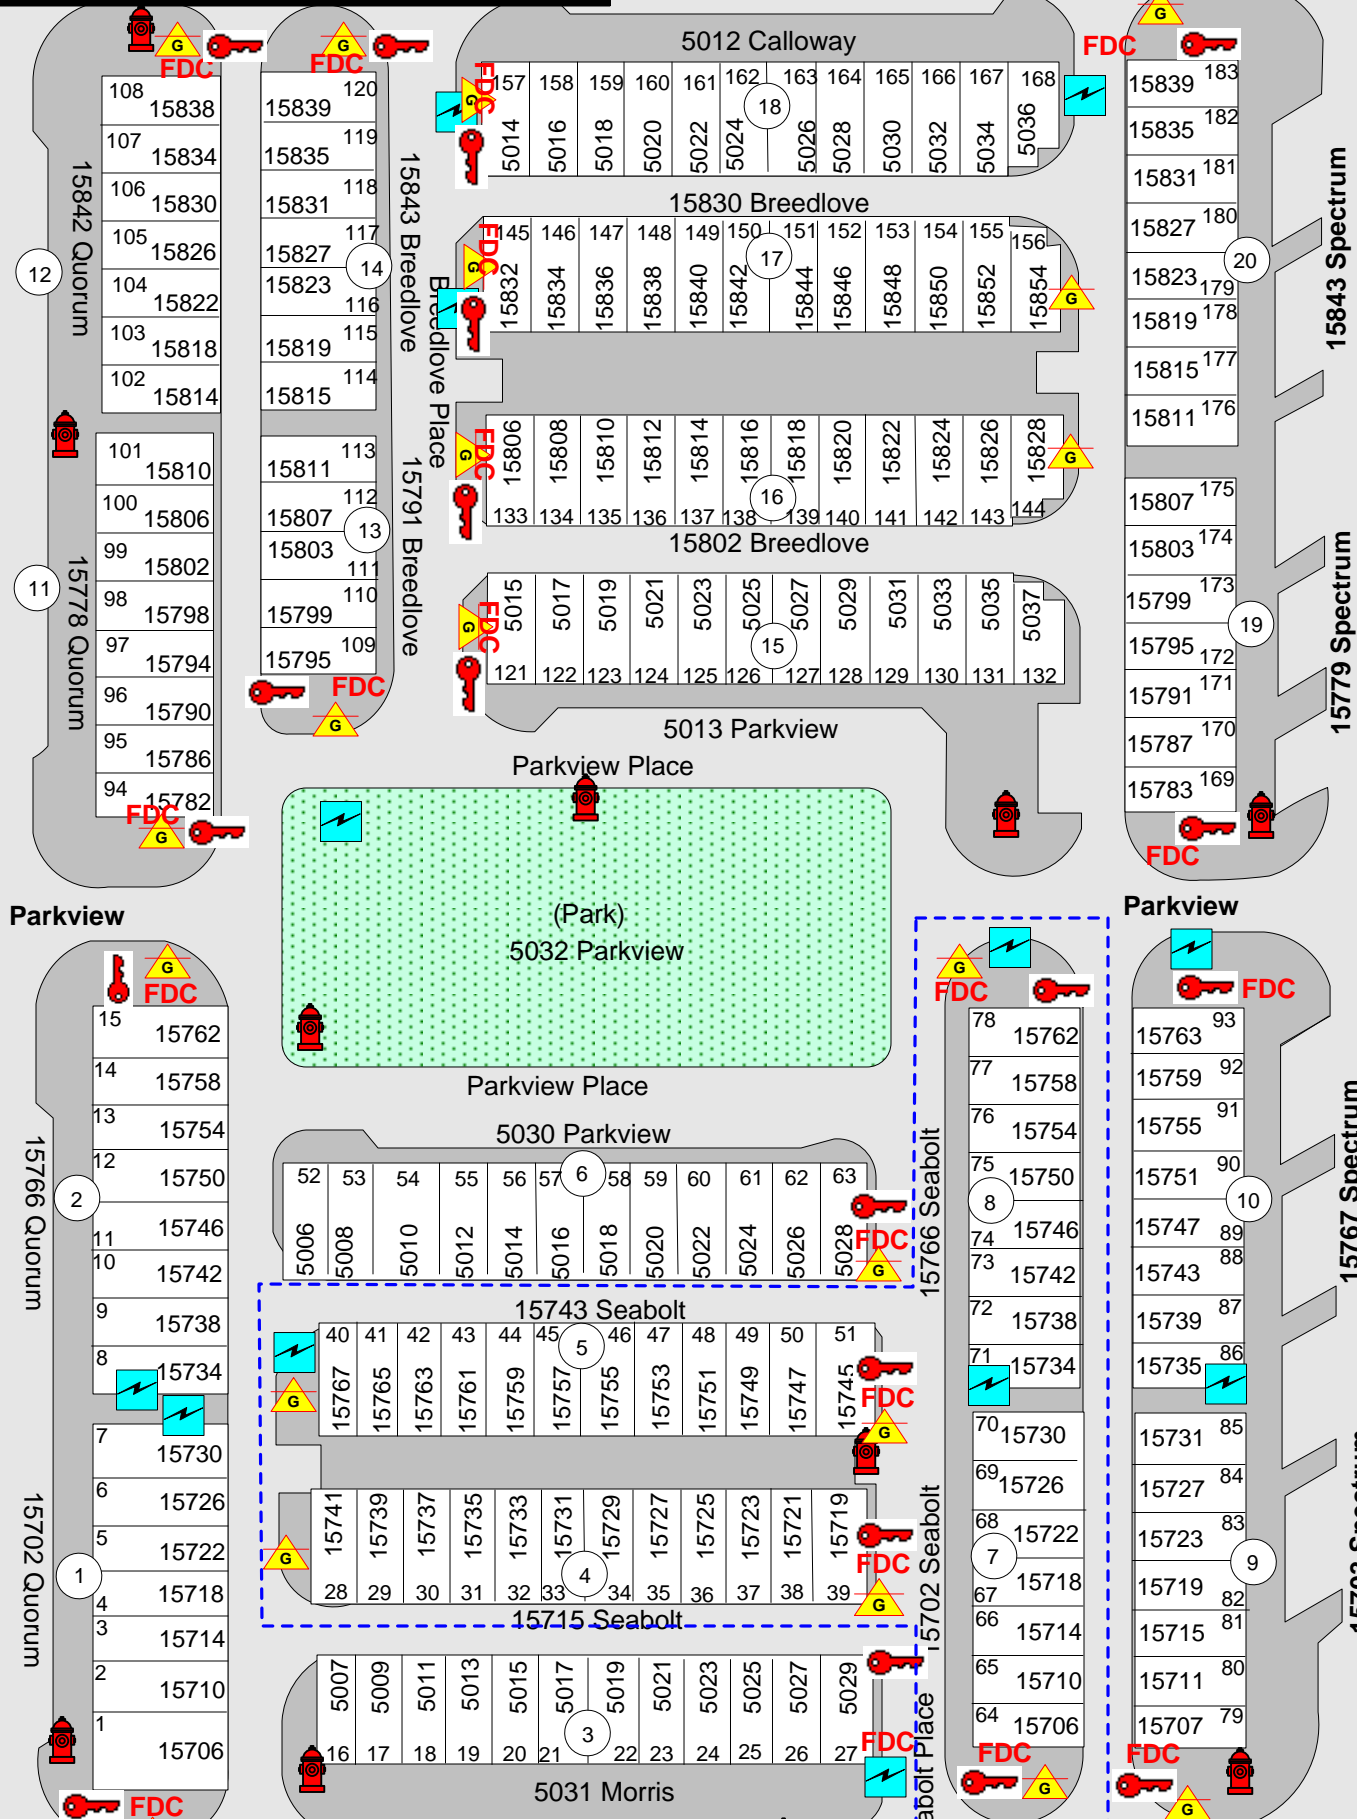 G
FDC
108 15838
107 15834
106 15830
105 15826
104 15822
103 15818
102 15814
15842 Quorum
12
101 15810
100 15806
99 15802
98 15798
97 15794
96 15790
95 15786
94 15782
15778 Quorum
11
FDC
G
G
FDC
120 15839
119 15835
118 15831
117 15827
15823 116
115 15819
114 15815
14
15843 Breedlove
113 15811
112 15807
15803 111
110 15799
109 15795
13
15791 Breedlove
FDC
G
Breedlove Place
5012 Calloway
FDC
G
157 158 159 160 161 162 163 164 165 166 167 168
18
5014 5016 5018 5020 5022 5024 5026 5028 5030 5032 5034 5036
15830 Breedlove
FDC
G
145 146 147 148 149 150 151 152 153 154 155 156
17
15832 15834 15836 15838 15840 15842 15844 15846 15848 15850 15852 15854
G
FDC
G
15806 15808 15810 15812 15814 15816 15818 15820 15822 15824 15826 15828
16
133 134 135 136 137 138 139 140 141 142 143 144
G
15802 Breedlove
FDC
G
5015 5017 5019 5021 5023 5025 5027 5029 5031 5033 5035 5037
15
121 122 123 124 125 126 127 128 129 130 131 132
5013 Parkview
Parkview Place
(Park)
5032 Parkview
Parkview Place
G
FDC
15839 183
15835 182
15831 181
15827 180
15823 179
15819 178
15815 177
15811 176
20
15843 Spectrum
15807 175
15803 174
15799 173
15795 172
15791 171
15787 170
15783 169
19
15779 Spectrum
FDC
Parkview
Parkview
G
FDC
15 15762
14 15758
13 15754
12 15750
11 15746
10 15742
9 15738
8 15734
2
15766 Quorum
7 15730
6 15726
5 15722
4 15718
3 15714
2 15710
1 15706
1
15702 Quorum
FDC
5030 Parkview
52 53 54 55 56 57 58 59 60 61 62 63
6
5006 5008 5010 5012 5014 5016 5018 5020 5022 5024 5026 5028
FDC
G
15743 Seabolt
40 41 42 43 44 45 46 47 48 49 50 51
5
15767 15765 15763 15761 15759 15757 15755 15753 15751 15749 15747 15745
G
FDC
G
15741 15739 15737 15735 15733 15731 15729 15727 15725 15723 15721 15719
4
28 29 30 31 32 33 34 35 36 37 38 39
G
FDC
G
15715 Seabolt
5007 5009 5011 5013 5015 5017 5019 5021 5023 5025 5027 5029
3
16 17 18 19 20 21 22 23 24 25 26 27
FDC
5031 Morris
G
FDC
78 15762
77 15758
76 15754
75 15750
74 15746
73 15742
72 15738
71 15734
8
15766 Seabolt
70 15730
69 15726
68 15722
67 15718
66 15714
65 15710
64 15706
7
15702 Seabolt
Place
FDC
G
FDC
15763 93
15759 92
15755 91
15751 90
15747 89
15743 88
15739 87
15735 86
10
15767 Spectrum
15731 85
15727 84
15723 83
15719 82
15715 81
15711 80
15707 79
9
Spectrum
FDC
G